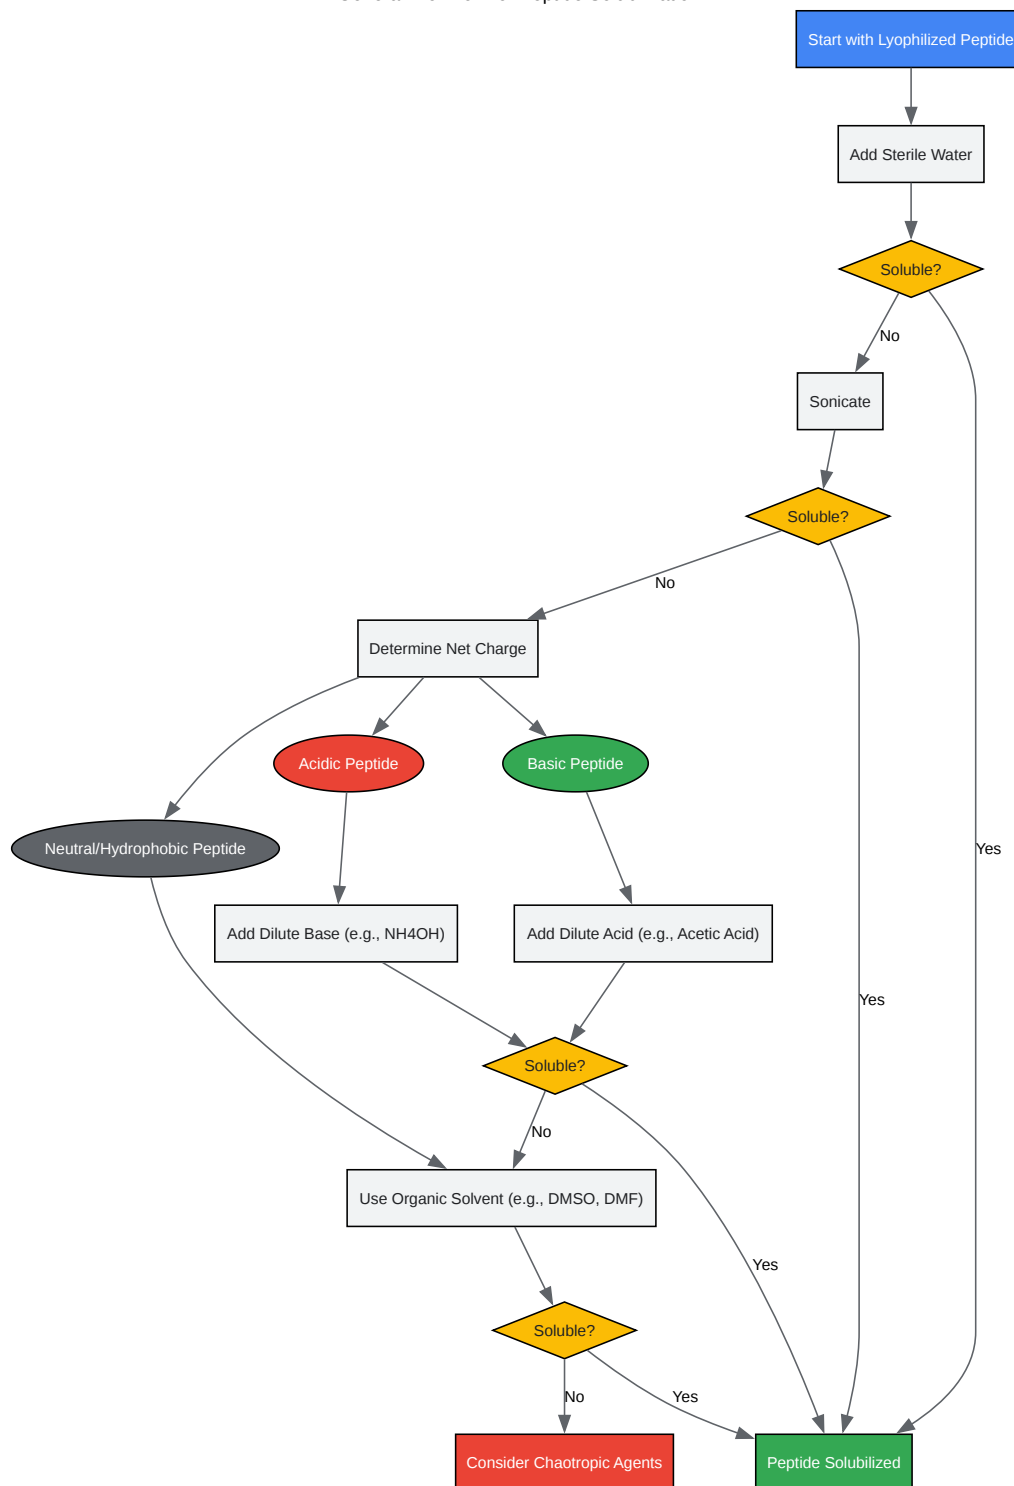 Start with Lyophilized Peptide
Add Sterile Water
Soluble?
No
Sonicate
Soluble?
No
Determine Net Charge
Acidic Peptide
Basic Peptide
Neutral/Hydrophobic Peptide
Yes
Add Dilute Base (e.g., NH4OH)
Add Dilute Acid (e.g., Acetic Acid)
Yes
Soluble?
No
Use Organic Solvent (e.g., DMSO, DMF)
Yes
Soluble?
No
Yes
Consider Chaotropic Agents
Peptide Solubilized